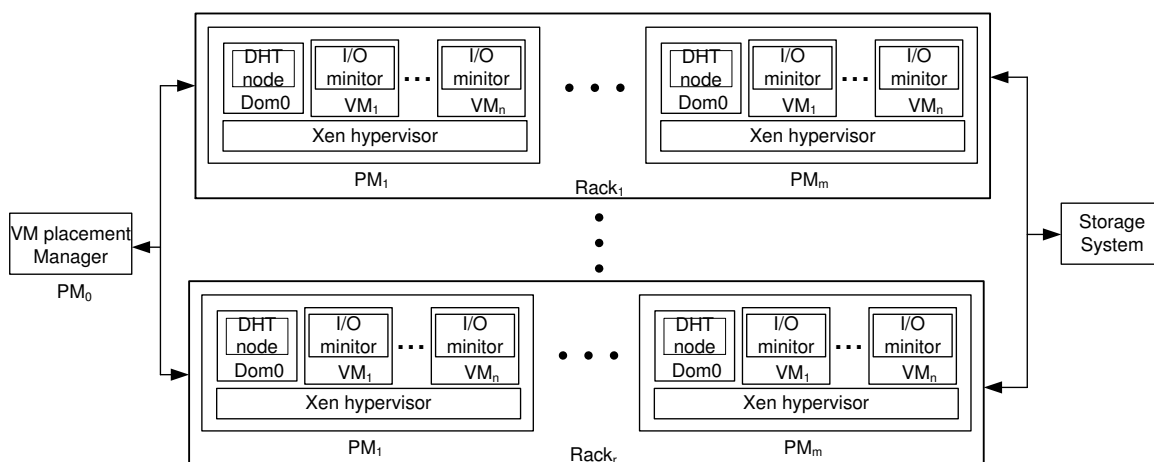 DHT node Dom0
I/O minitor VM1
I/O minitor VMn
Xen hypervisor
PM1
DHT node Dom0
I/O minitor VM1
I/O minitor VMn
Xen hypervisor
PMm
Rack1
VM placement Manager
PM0
Storage System
DHT node Dom0
I/O minitor VM1
I/O minitor VMn
Xen hypervisor
PM1
DHT node Dom0
I/O minitor VM1
I/O minitor VMn
Xen hypervisor
PMm
Rackr